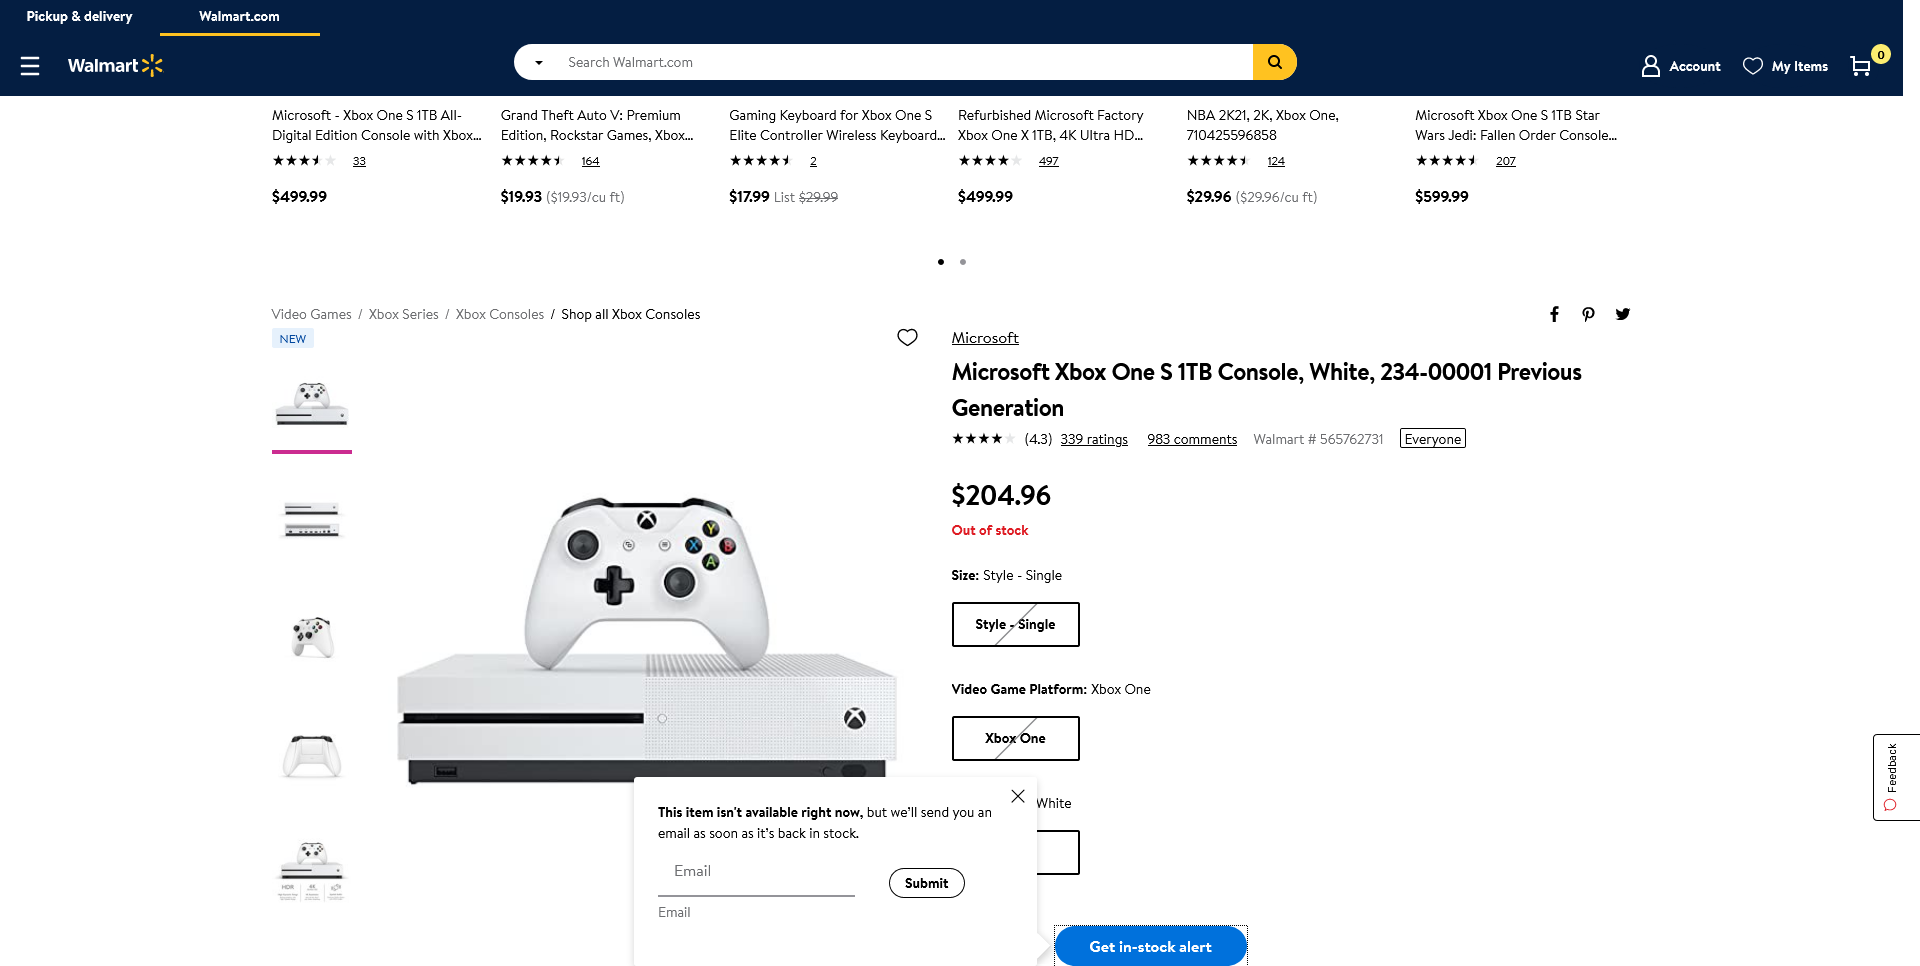 Pickup & delivery
Walmart.com
Walmart
Search Walmart.com
Account
My Items
0
Microsoft - Xbox One S 1TB All-
Digital Edition Console with Xbox...
33
$499.99
Grand Theft Auto V: Premium
Edition, Rockstar Games, Xbox...
164
$19.93 ($19.93/cu ft)
Gaming Keyboard for Xbox One S
Elite Controller Wireless Keyboard...
2
$17.99 List $29.99
Refurbished Microsoft Factory
Xbox One X 1TB, 4K Ultra HD...
497
$499.99
NBA 2K21, 2K, Xbox One,
710425596858
124
$29.96 ($29.96/cu ft)
Microsoft Xbox One S 1TB Star
Wars Jedi: Fallen Order Console...
207
$599.99
Video Games / Xbox Series / Xbox Consoles / Shop all Xbox Consoles
NEW
Microsoft
Microsoft Xbox One S 1TB Console, White, 234-00001 Previous
Generation
(4.3) 339 ratings 983 comments Walmart # 565762731 Everyone
$204.96
Out of stock
Size: Style - Single
Style - Single
Video Game Platform: Xbox One
Xbox One
White
Y
X
B
A
HDR
This item isn't available right now, but we'll send you an
email as soon as it's back in stock.
Email
Submit
Email
Get in-stock alert
Feedback